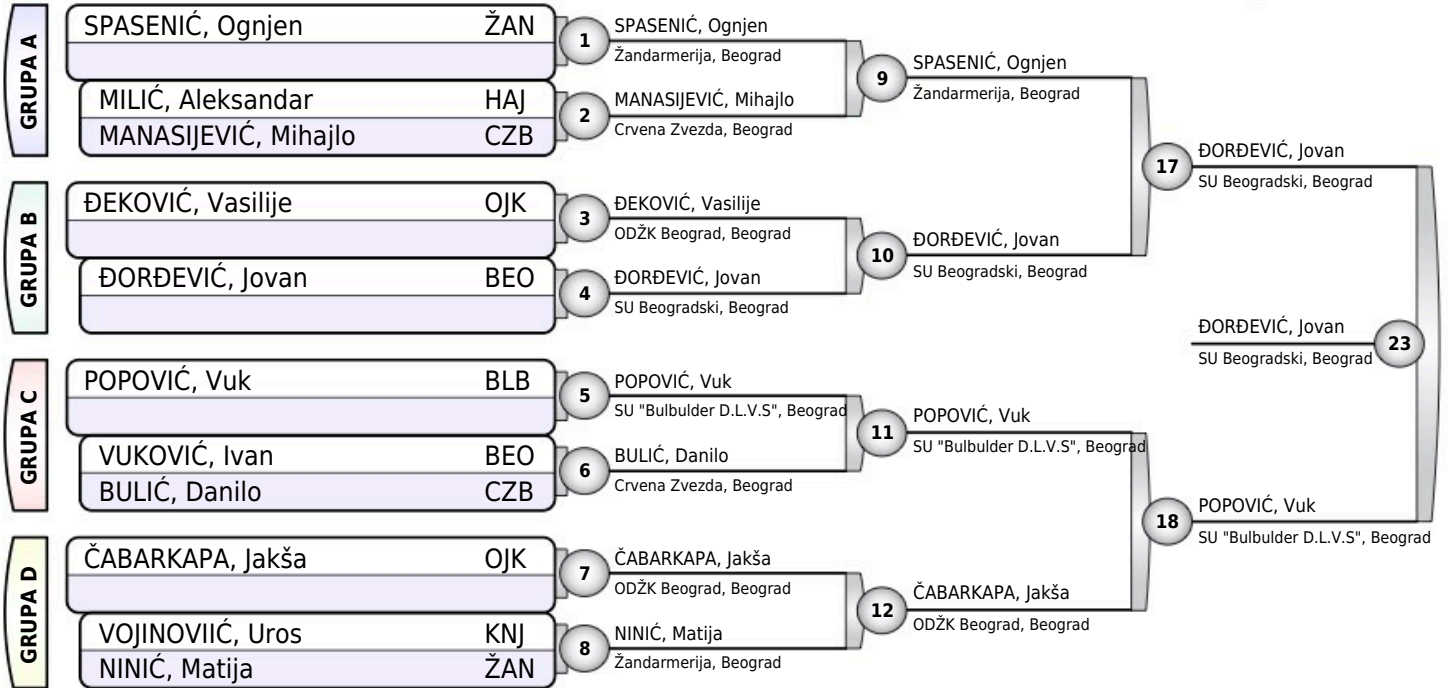 GRUPA A
SPASENIĆ, Ognjen ŽAN
MILIĆ, Aleksandar HAJ
MANASIJEVIĆ, Mihajlo CZB
GRUPA B
ĐEKOVIĆ, Vasilije OJK
ĐORĐEVIĆ, Jovan BEO
GRUPA C
POPOVIĆ, Vuk BLB
VUKOVIĆ, Ivan BEO
BULIĆ, Danilo CZB
GRUPA D
ČABARKAPA, Jakša OJK
VOJINOVIIĆ, Uros KNJ
NINIĆ, Matija ŽAN
1
SPASENIĆ, Ognjen
Žandarmerija, Beograd
2
MANASIJEVIĆ, Mihajlo
Crvena Zvezda, Beograd
3
ĐEKOVIĆ, Vasilije
ODŽK Beograd, Beograd
4
ĐORĐEVIĆ, Jovan
SU Beogradski, Beograd
5
POPOVIĆ, Vuk
SU "Bulbulder D.L.V.S", Beograd
6
BULIĆ, Danilo
Crvena Zvezda, Beograd
7
ČABARKAPA, Jakša
ODŽK Beograd, Beograd
8
NINIĆ, Matija
Žandarmerija, Beograd
9
SPASENIĆ, Ognjen
Žandarmerija, Beograd
10
ĐORĐEVIĆ, Jovan
SU Beogradski, Beograd
11
POPOVIĆ, Vuk
SU "Bulbulder D.L.V.S", Beograd
12
ČABARKAPA, Jakša
ODŽK Beograd, Beograd
17
ĐORĐEVIĆ, Jovan
SU Beogradski, Beograd
18
POPOVIĆ, Vuk
SU "Bulbulder D.L.V.S", Beograd
ĐORĐEVIĆ, Jovan
SU Beogradski, Beograd
23